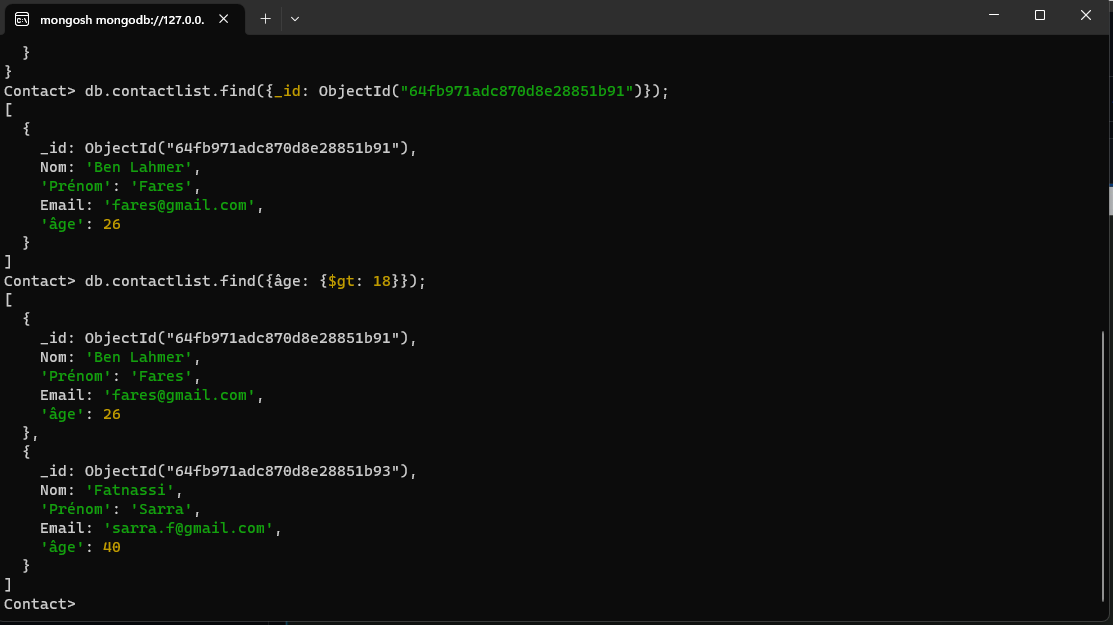 mongosh mongodb://127.0.0.
  }
}
Contact> db.contactlist.find({_id: ObjectId("64fb971adc870d8e28851b91")});
[
  {
    _id: ObjectId("64fb971adc870d8e28851b91"),
    Nom: 'Ben Lahmer',
    'Prénom': 'Fares',
    Email: 'fares@gmail.com',
    'âge': 26
  }
]
Contact> db.contactlist.find({âge: {$gt: 18}});
[
  {
    _id: ObjectId("64fb971adc870d8e28851b91"),
    Nom: 'Ben Lahmer',
    'Prénom': 'Fares',
    Email: 'fares@gmail.com',
    'âge': 26
  },
  {
    _id: ObjectId("64fb971adc870d8e28851b93"),
    Nom: 'Fatnassi',
    'Prénom': 'Sarra',
    Email: 'sarra.f@gmail.com',
    'âge': 40
  }
]
Contact>